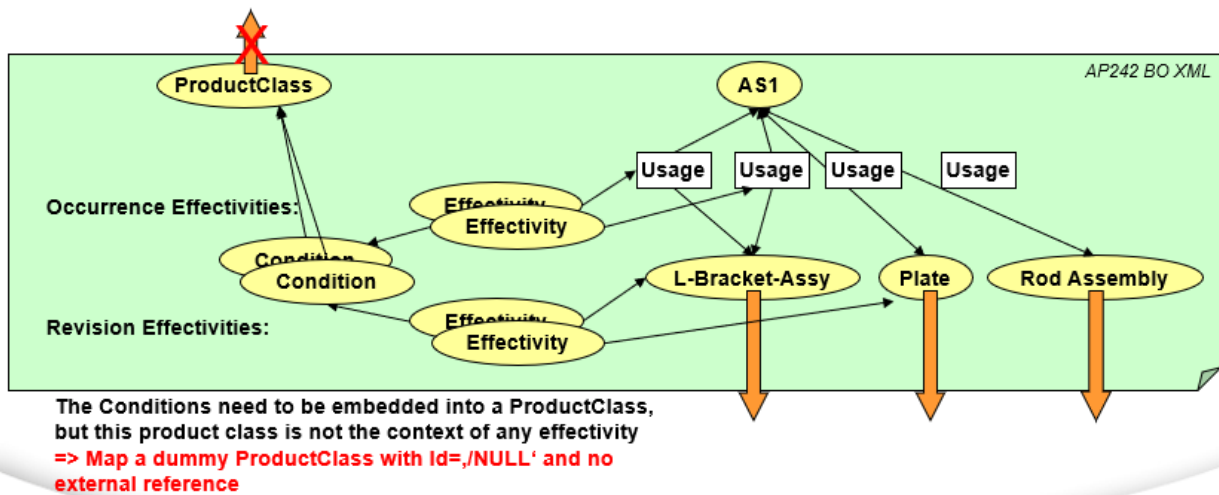 AP242 BO XML
ProductClass
AS1
Usage
Usage
Usage
Usage
Occurrence Effectivities:
Effectivity
Effectivity
Condition
Condition
L-Bracket-Assy
Plate
Rod Assembly
Revision Effectivities:
Effectivity
Effectivity
The Conditions need to be embedded into a ProductClass,
but this product class is not the context of any effectivity
=> Map a dummy ProductClass with Id=‚/NULL‘ and no
external reference